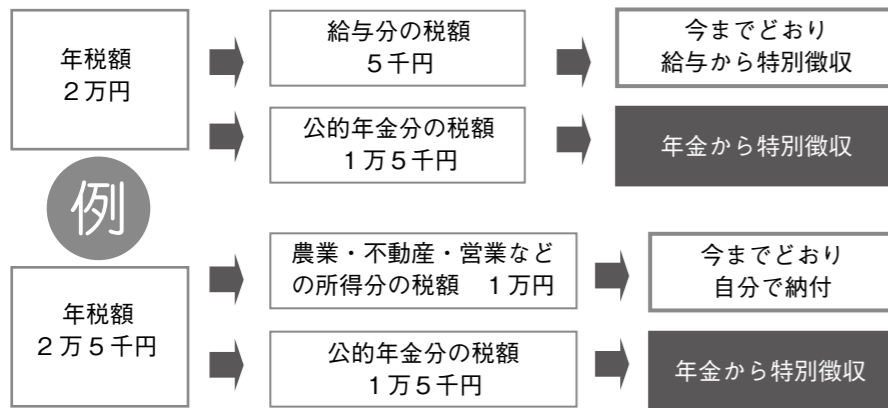 年税額
２万円
給与分の税額
５千円
今までどおり
給与から特別徴収
公的年金分の税額
１万５千円
年金から特別徴収
例
年税額
２万５千円
農業・不動産・営業など
の所得分の税額　１万円
今までどおり
自分で納付
公的年金分の税額
１万５千円
年金から特別徴収